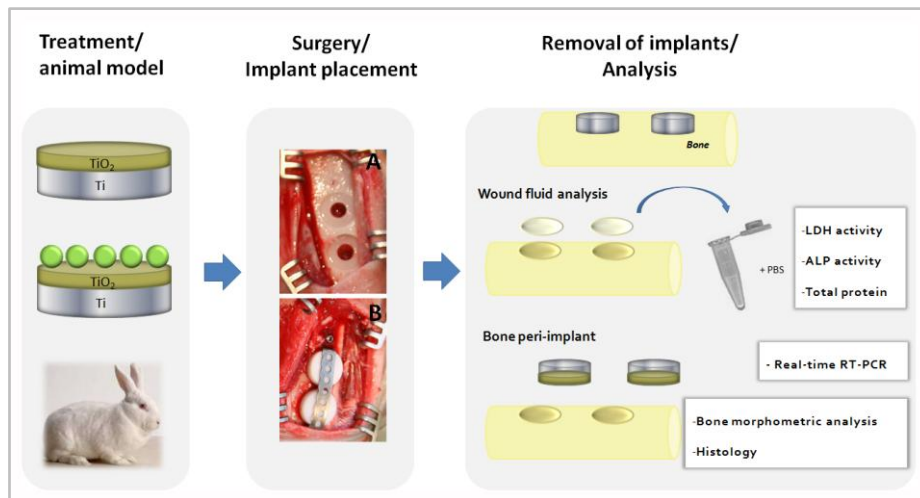 Treatment/
animal model
Surgery/
Implant placement
Removal of implants/
Analysis
TiO2
Ti
TiO2
Ti
A
B
Bone
Wound fluid analysis
+ PBS
-LDH activity
-ALP activity
-Total protein
Bone peri-implant
- Real-time RT-PCR
-Bone morphometric analysis
-Histology